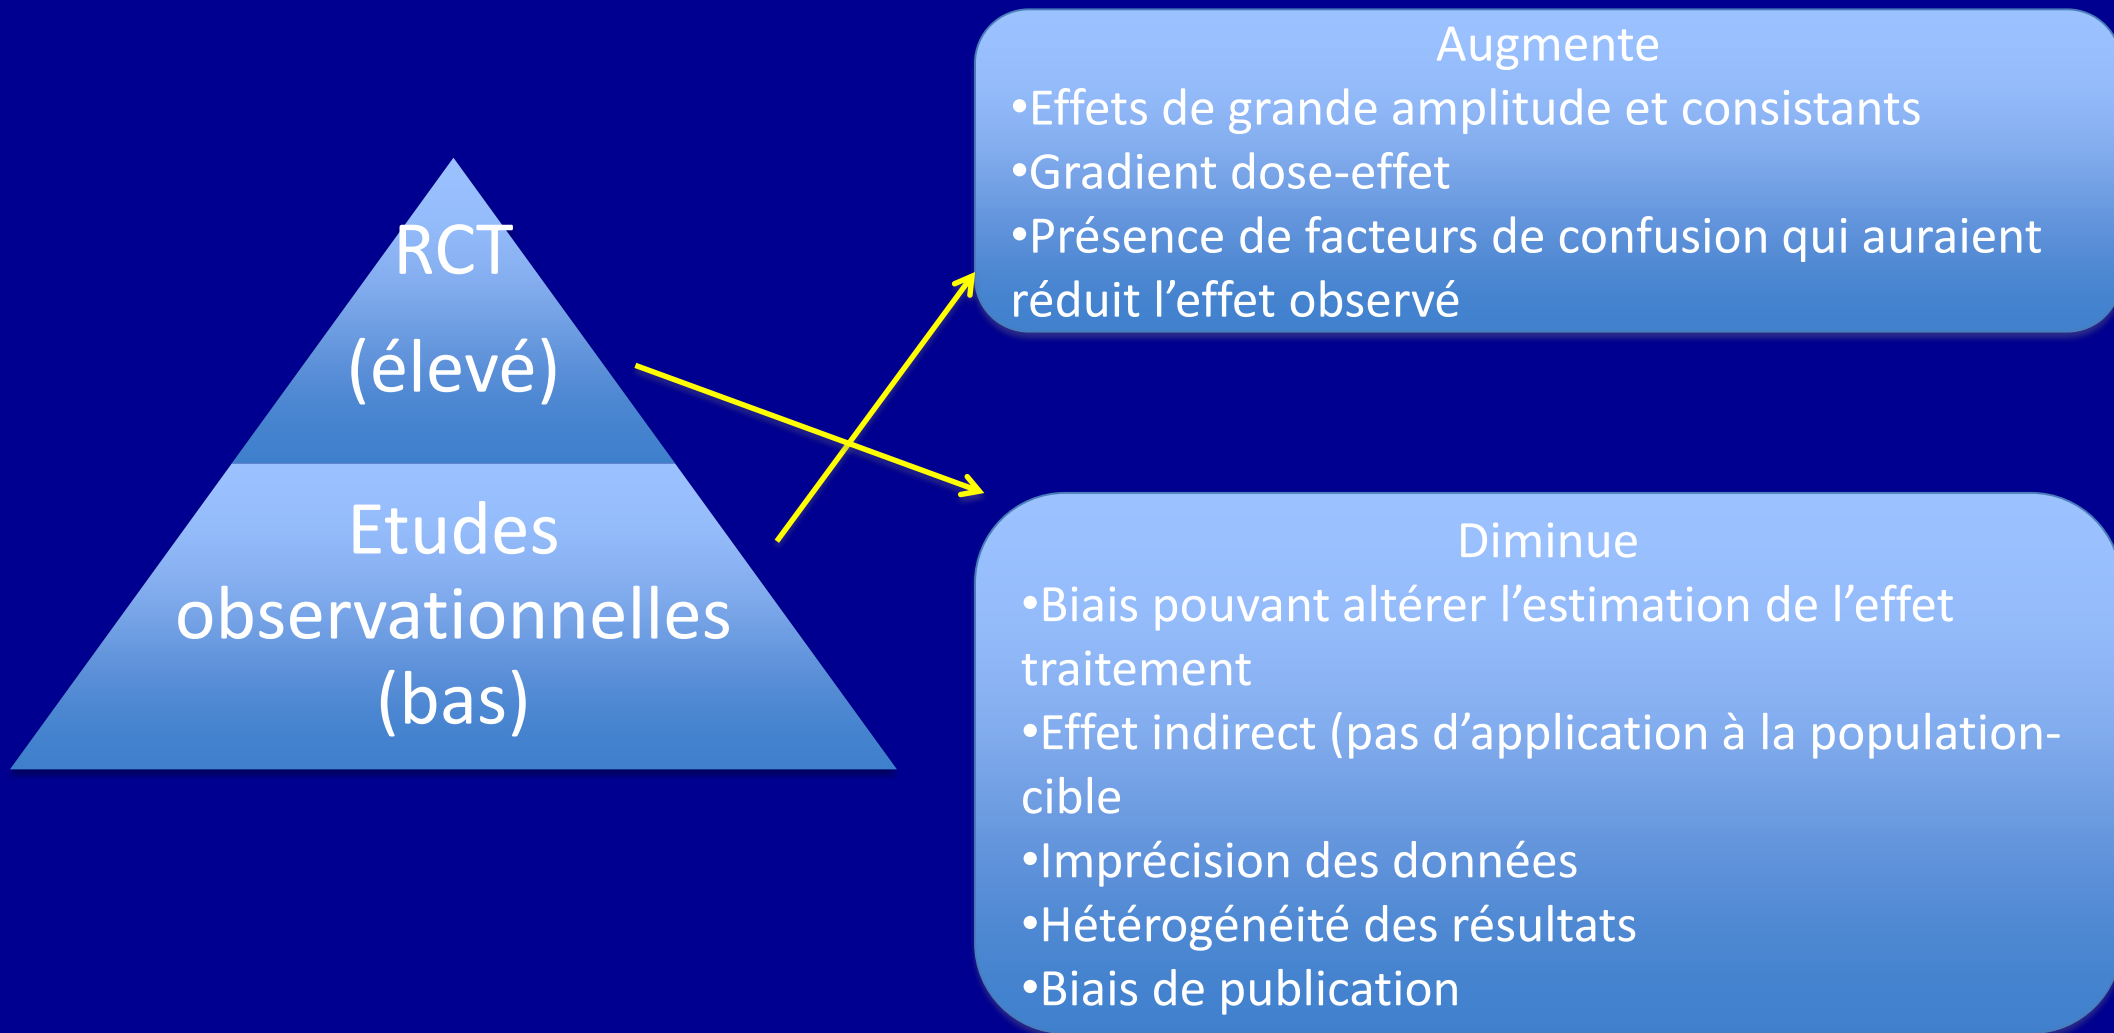 RCT
(élevé)
Etudes
observationnelles
(bas)
Augmente
•Effets de grande amplitude et consistants
•Gradient dose-effet
•Présence de facteurs de confusion qui auraient
réduit l’effet observé
Diminue
•Biais pouvant altérer l’estimation de l’effet
traitement
•Effet indirect (pas d’application à la population-
cible
•Imprécision des données
•Hétérogénéité des résultats
•Biais de publication